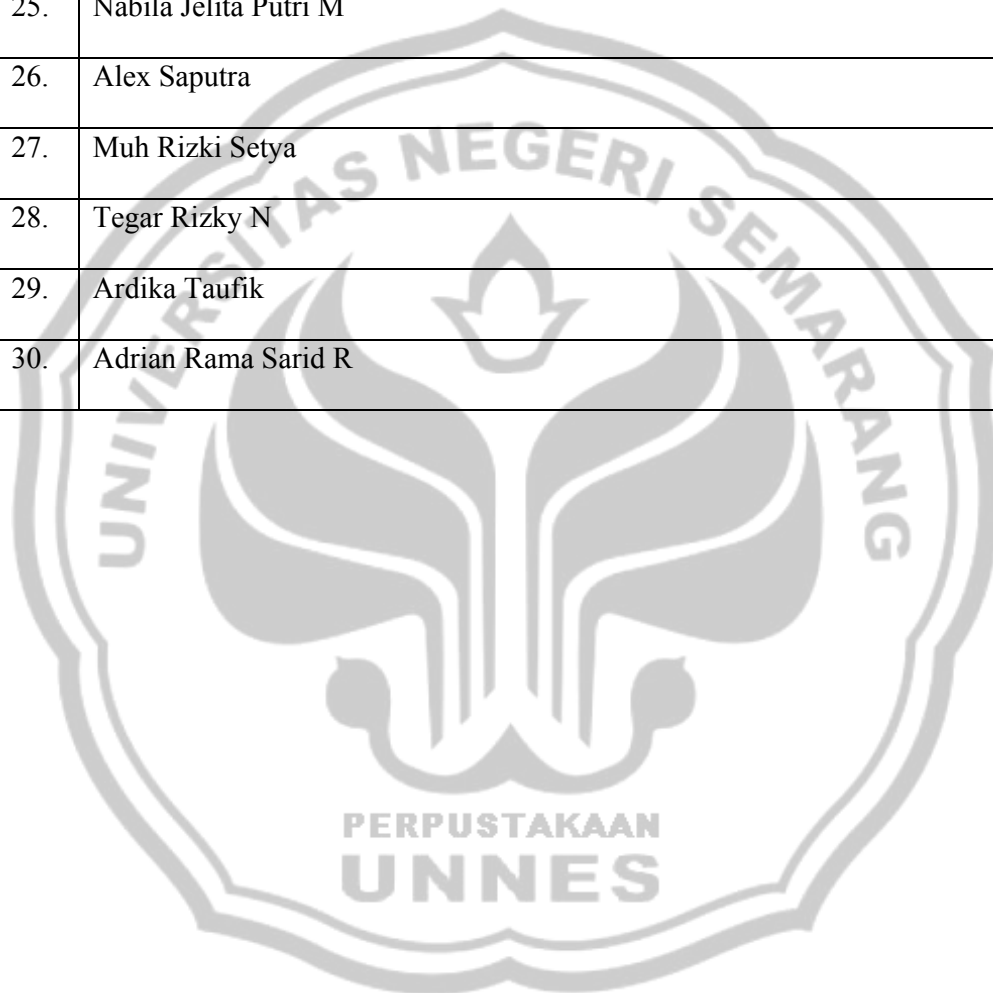 25. Nabila Jelita Putri M
26. Alex Saputra
27. Muh Rizki Setya
28. Tegar Rizky N
29. Ardika Taufik
30. Adrian Rama Sarid R
UNIVERSITAS NEGERI SEMARANG
PERPUSTAKAAN
UNNES